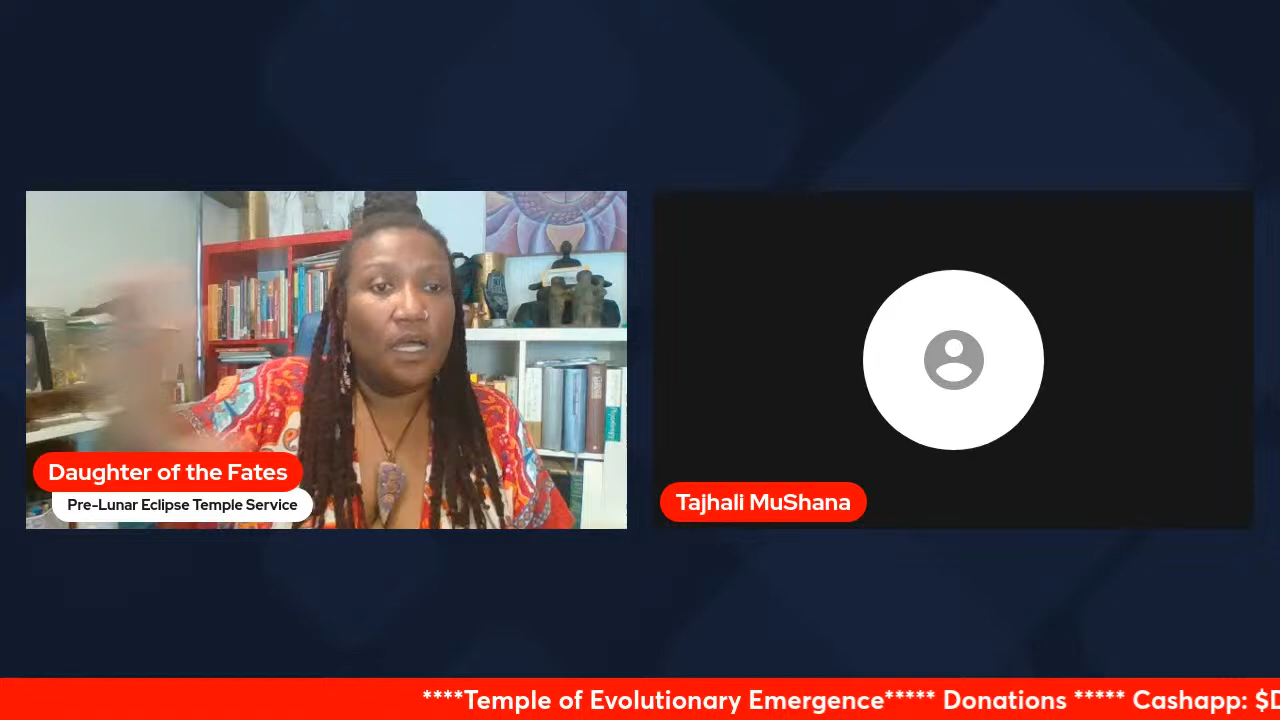 Daughter of the Fates
Pre-Lunar Eclipse Temple Service
Tajhali MuShana
****Temple of Evolutionary Emergence***** Donations ***** Cashapp: $D